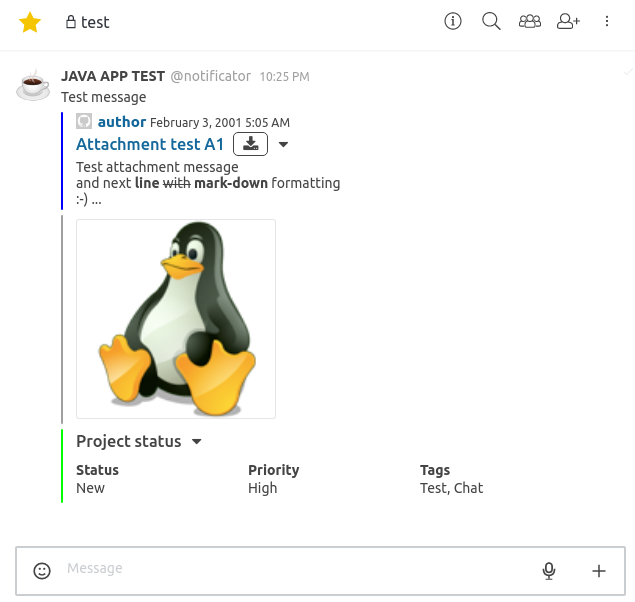 test
JAVA APP TEST @notificator 10:25 PM
Test message
author February 3, 2001 5:05 AM
Attachment test A1
Test attachment message
and next line with mark-down formatting
:-) ...
Project status
Status Priority Tags
New High Test, Chat
Message